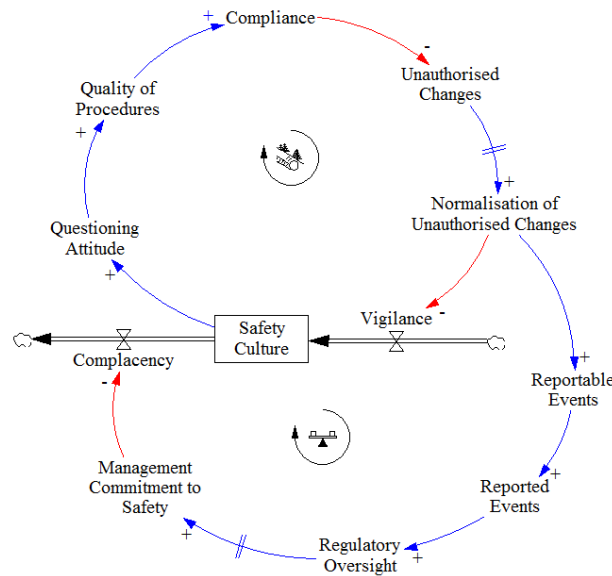 +
Compliance
-
Unauthorised
Changes
Quality of
Procedures
+
+
Normalisation of
Unauthorised Changes
Questioning
Attitude
+
-
Vigilance
Safety
Culture
Complacency
-
+
Reportable
Events
Management
Commitment to
Safety
+
+
Reported
Events
Regulatory
Oversight
+